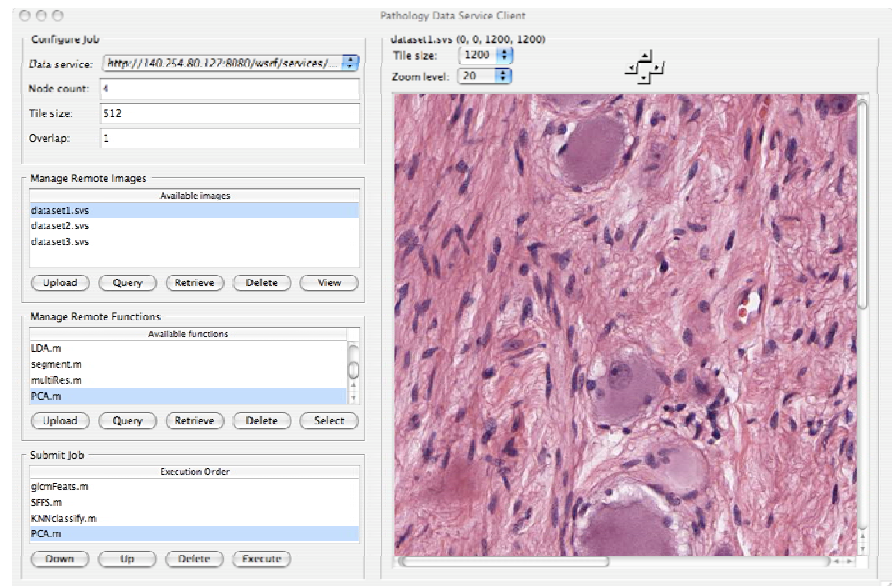 Pathology Data Service Client
Configure Job
Data service: http://140.254.80.127:8080/wsrf/services/...
Node count: 4
Tile size: 512
Overlap: 1
Manage Remote Images
Available images
dataset1.svs
dataset2.svs
dataset3.svs
Upload Query Retrieve Delete View
Manage Remote Functions
Available functions
LDA.m
segment.m
multiRes.m
PCA.m
Upload Query Retrieve Delete Select
Submit Job
Execution Order
glcmFeats.m
SFFS.m
KNNclassify.m
PCA.m
Down Up Delete Execute
dataset1.svs (0, 0, 1200, 1200)
Tile size: 1200
Zoom level: 20